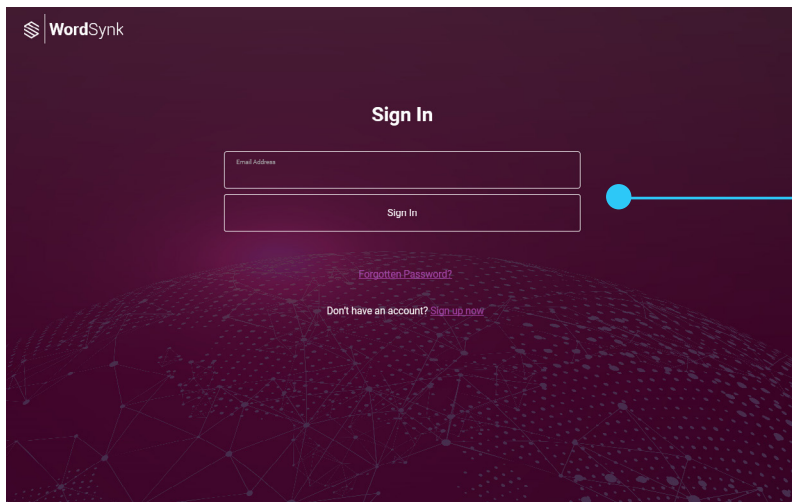 WordSynk
Sign In
Email Address
Sign In
Forgotten Password?
Don't have an account? Sign up now